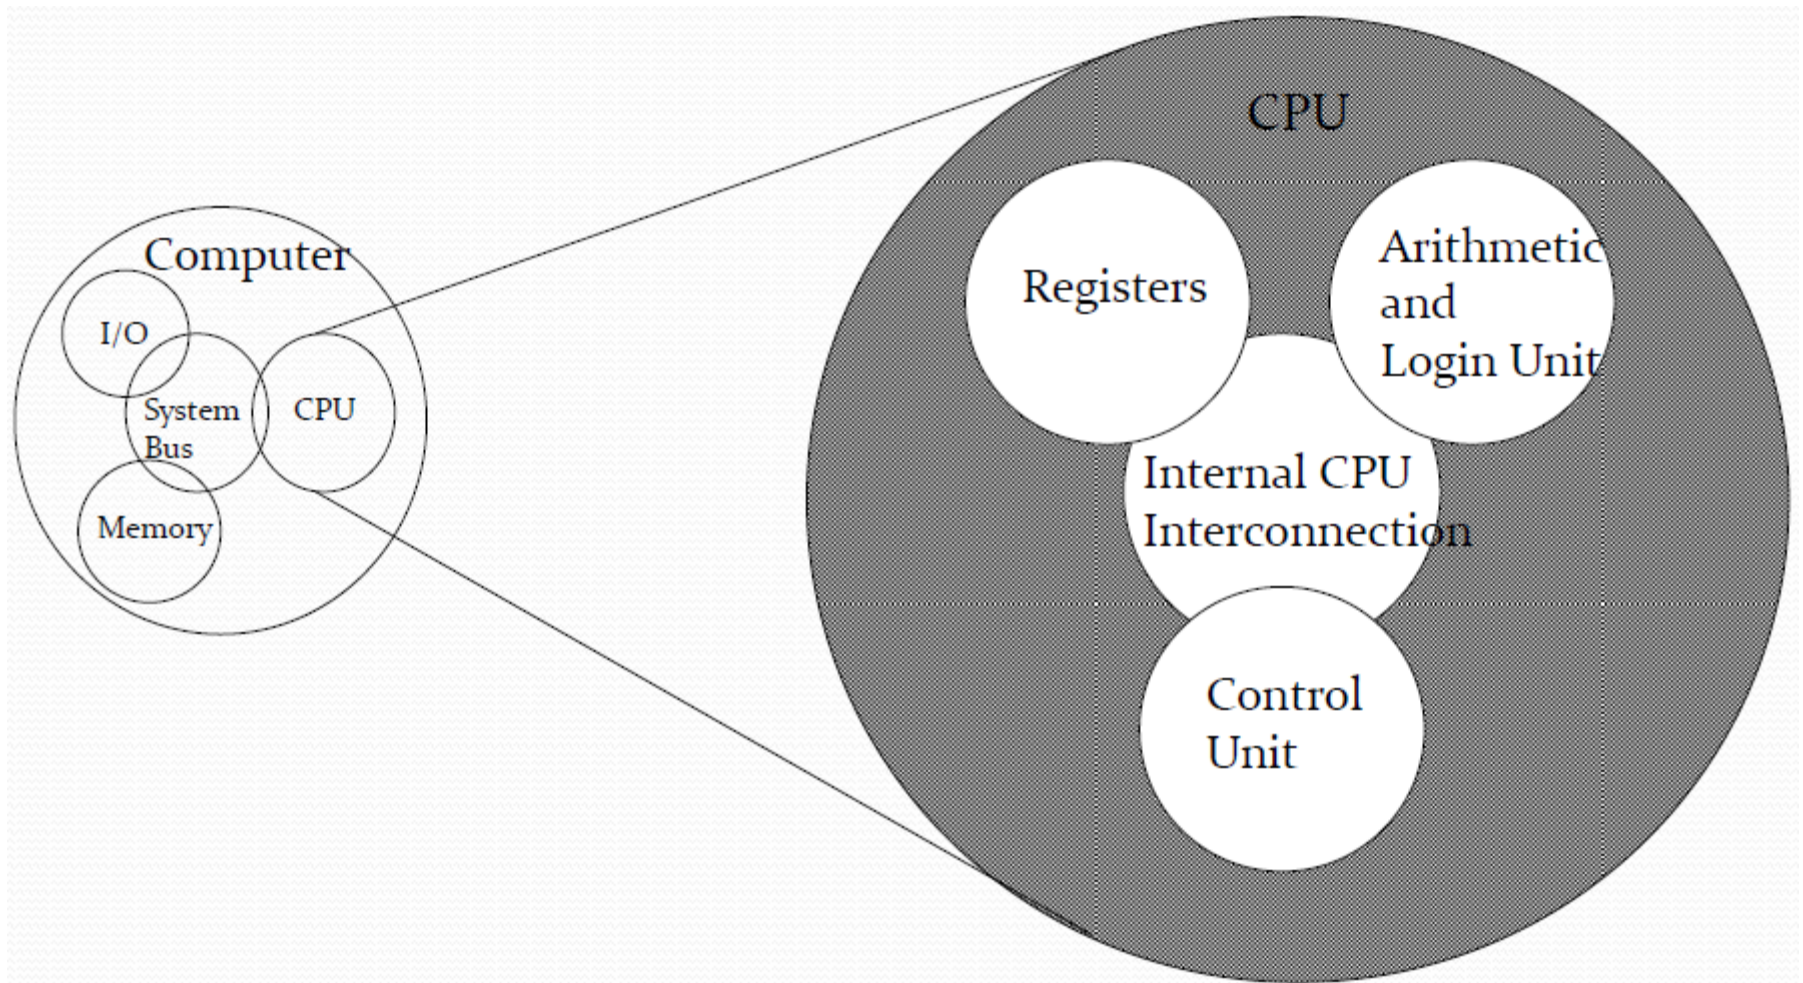 Computer
I/O
System
Bus
CPU
Memory
CPU
Registers
Arithmetic
and
Login Unit
Internal CPU
Interconnection
Control
Unit